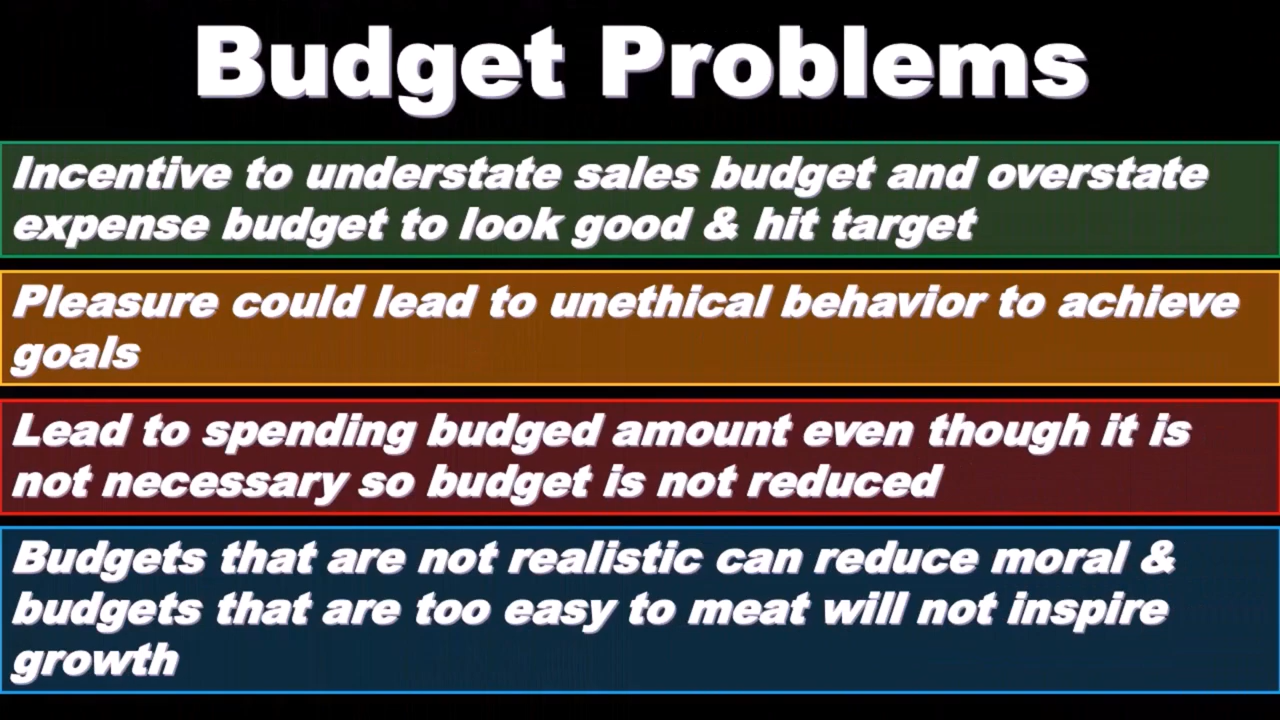 Budget Problems
Incentive to understate sales budget and overstate
expense budget to look good & hit target
Pleasure could lead to unethical behavior to achieve
goals
Lead to spending budged amount even though it is
not necessary so budget is not reduced
Budgets that are not realistic can reduce moral &
budgets that are too easy to meat will not inspire
growth